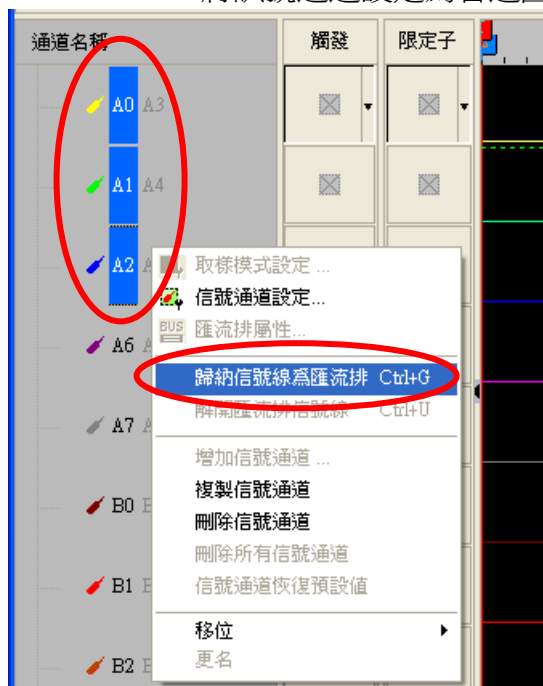 通道名稱 觸發 限定子
A0 A3
A1 A4
A2
取樣模式設定 ...
信號通道設定...
BUS 匯流排屬性...
A6
歸納信號線爲匯流排 Ctrl+G
解開匯流排信號線 Ctrl+U
A7
增加信號通道 ...
複製信號通道
B0
刪除信號通道
刪除所有信號通道
B1
信號通道恢復預設值
移位
B2
更名